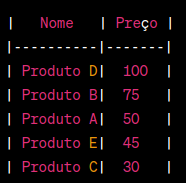 |   Nome   | Preço |
|----------|-------|
| Produto D|  100  |
| Produto B|  75   |
| Produto A|  50   |
| Produto E|  45   |
| Produto C|  30   |